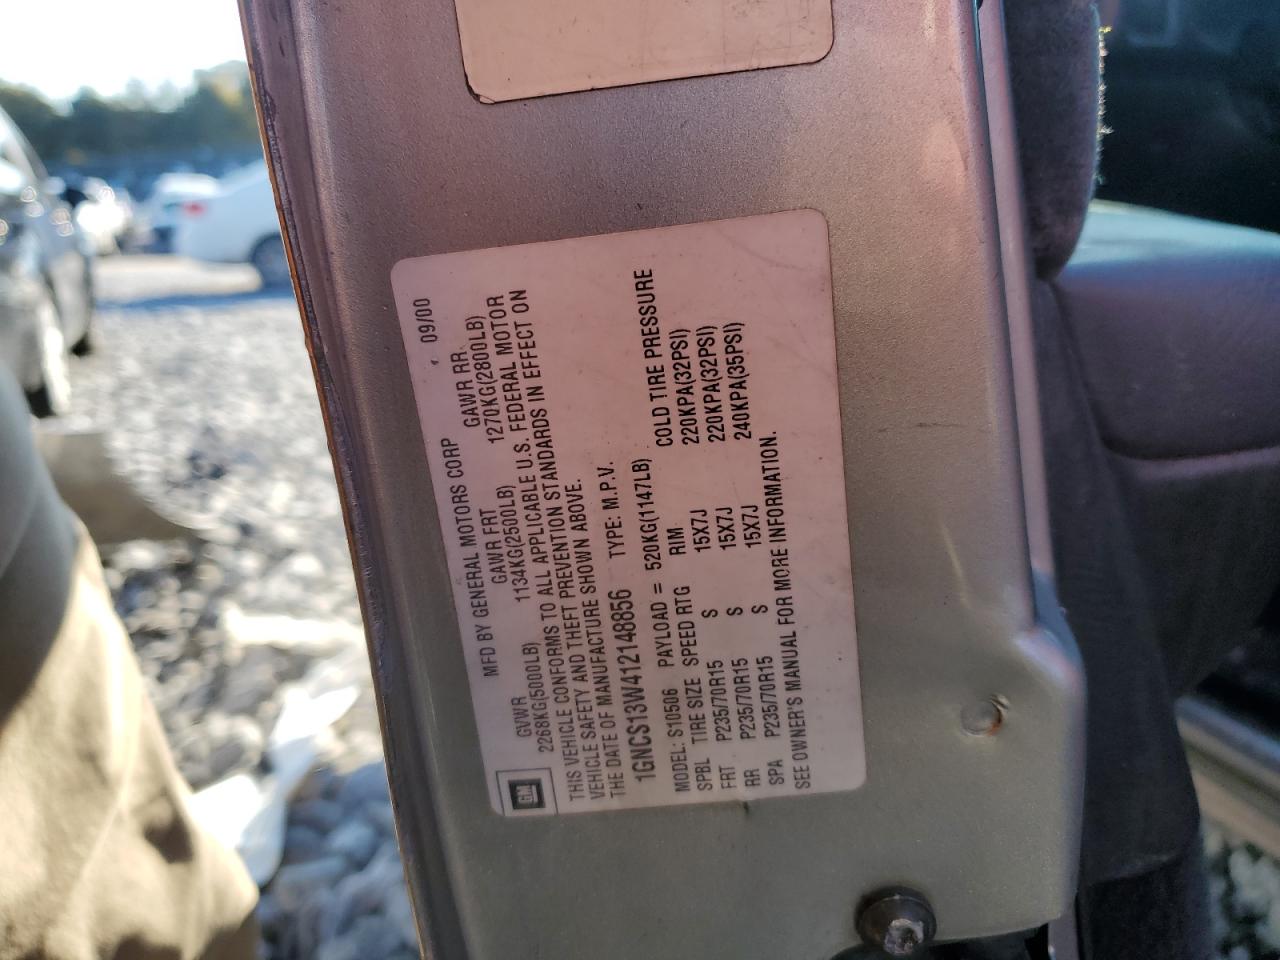 MFD BY GENERAL MOTORS CORP 09/00
GVWR GAWR FRT GAWR RR
2268KG(5000LB) 1134KG(2500LB) 1270KG(2800LB)
THIS VEHICLE CONFORMS TO ALL APPLICABLE U.S. FEDERAL MOTOR
VEHICLE SAFETY AND THEFT PREVENTION STANDARDS IN EFFECT ON
THE DATE OF MANUFACTURE SHOWN ABOVE.
1GNCS13W412148856 TYPE: M.P.V.
MODEL: S10506 PAYLOAD = 520KG(1147LB)
SPBL TIRE SIZE SPEED RTG RIM COLD TIRE PRESSURE
FRT P235/70R15 S 15X7J 220KPA(32PSI)
RR P235/70R15 S 15X7J 220KPA(32PSI)
SPA P235/70R15 S 15X7J 240KPA(35PSI)
SEE OWNER'S MANUAL FOR MORE INFORMATION.
GM